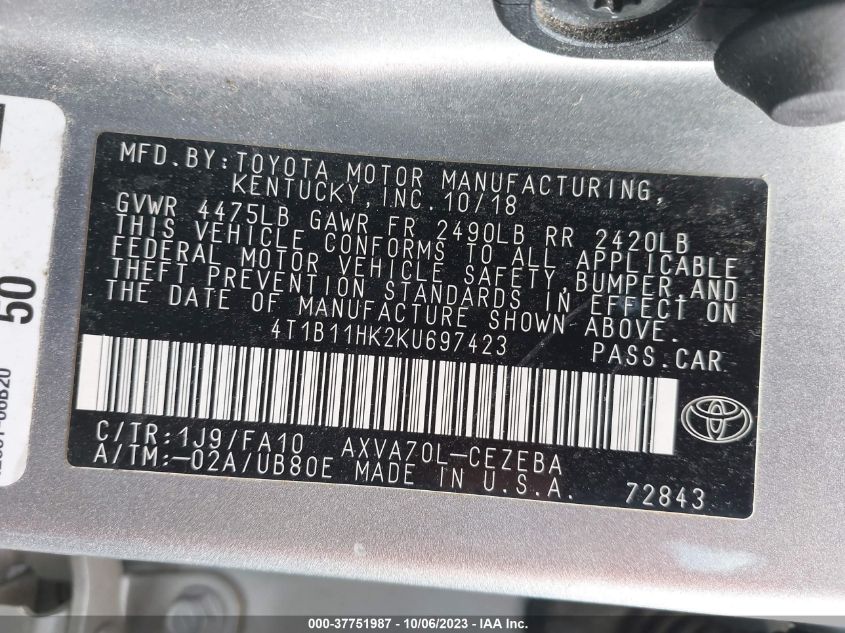 MFD.BY:TOYOTA MOTOR MANUFACTURING,
KENTUCKY,INC.10/18
GVWR 4475LB GAWR FR 2490LB RR 2420LB
THIS VEHICLE CONFORMS TO ALL APPLICABLE
FEDERAL MOTOR VEHICLE SAFETY,BUMPER,AND
THEFT PREVENTION STANDARDS IN EFFECT ON
THE DATE OF MANUFACTURE SHOWN ABOVE.
4T1B11HK2KU697423 PASS.CAR
C/TR:1J9/FA10 AXVA70L-CEZEBA
A/TM:-02A/UB80E MADE IN U.S.A. 72843
50
000-37751987 - 10/06/2023 - IAA Inc.